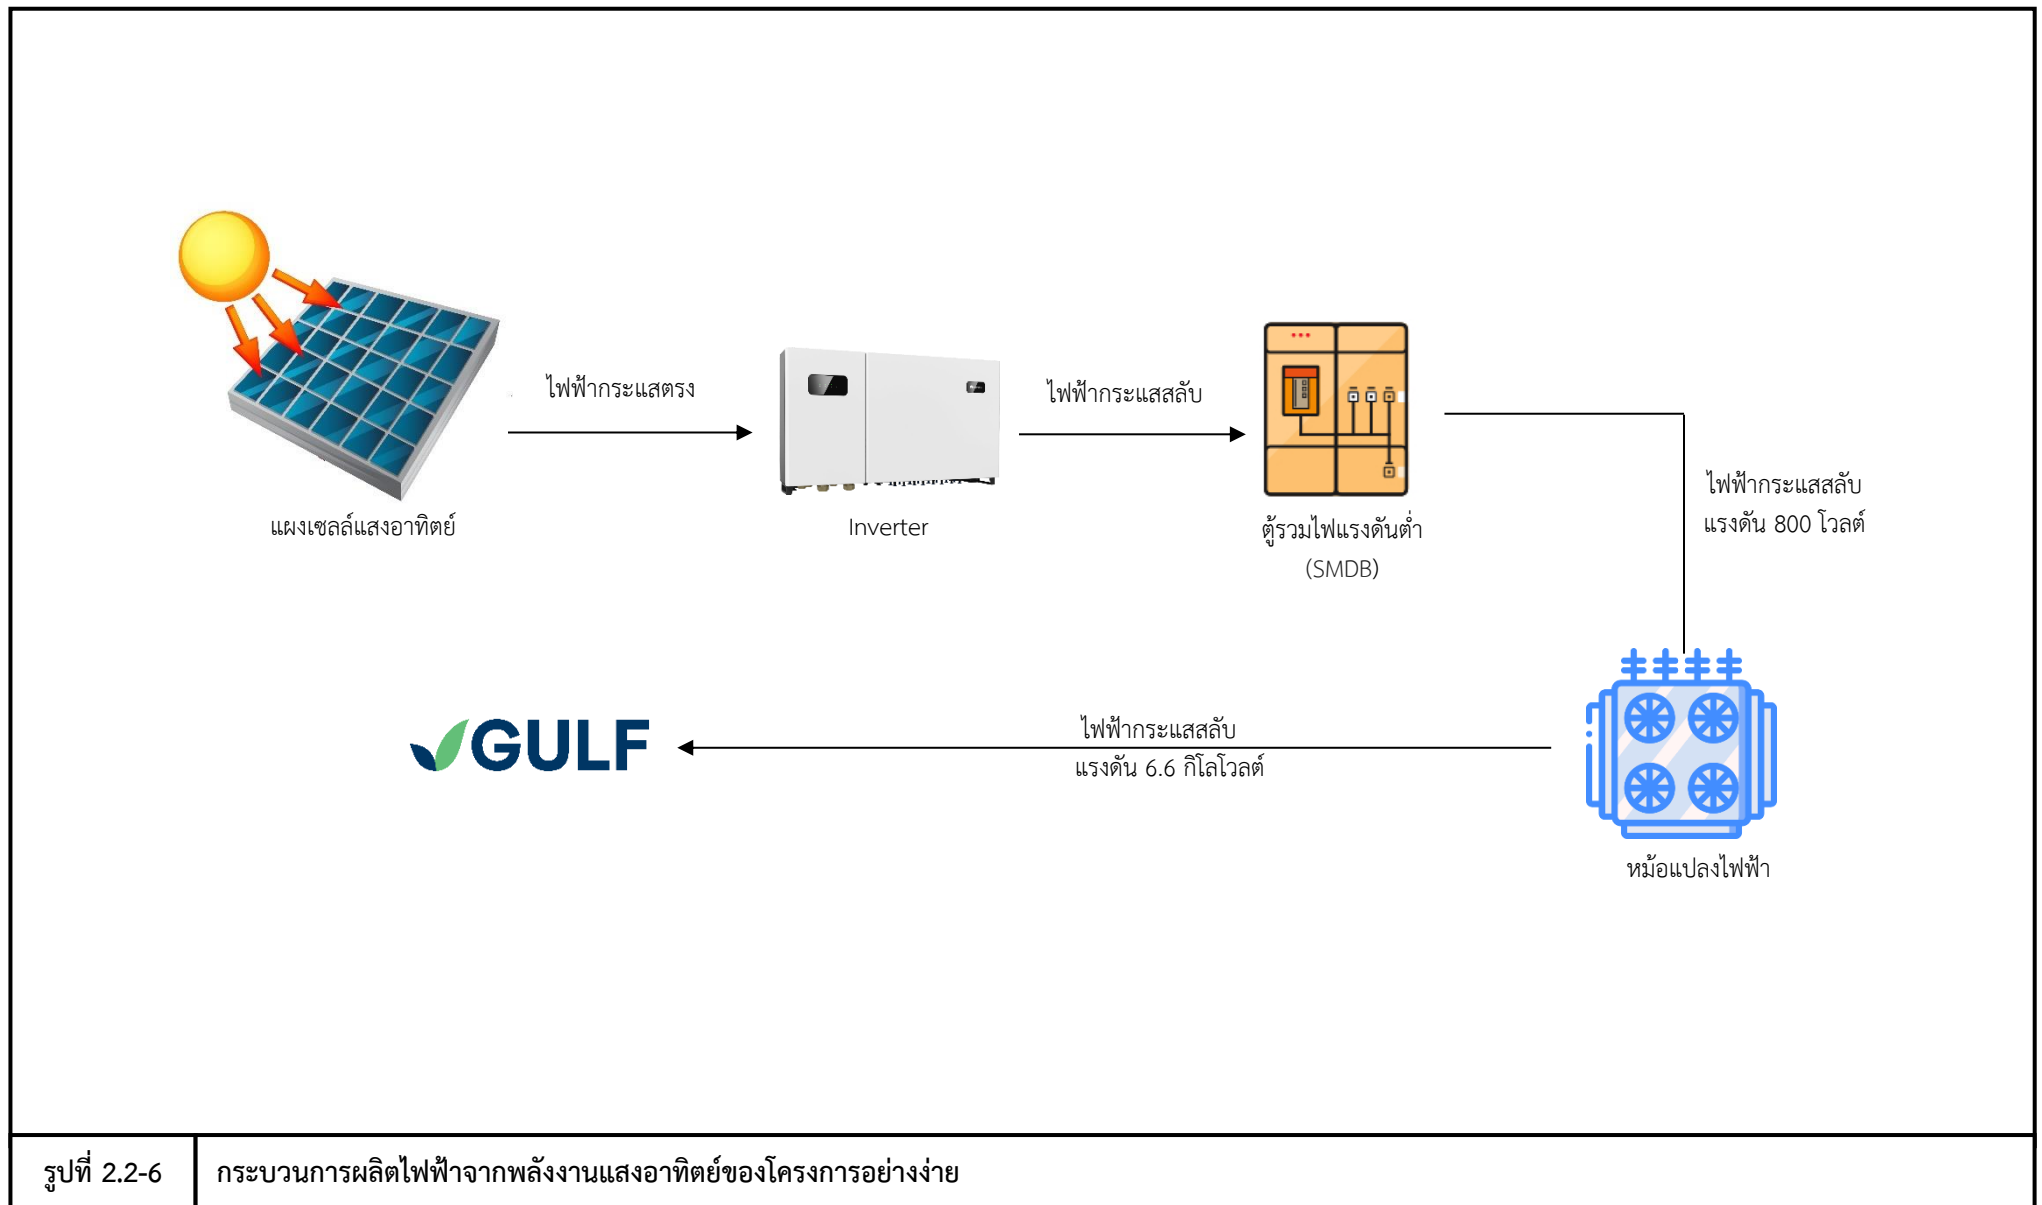 ไฟฟ้ากระแสตรง
ไฟฟ้ากระแสสลับ
แผงเซลล์แสงอาทิตย์
Inverter
ตู้รวมไฟแรงดันต่ำ
(SMDB)
ไฟฟ้ากระแสสลับ
แรงดัน 800 โวลต์
GULF
ไฟฟ้ากระแสสลับ
แรงดัน 6.6 กิโลโวลต์
หม้อแปลงไฟฟ้า
รูปที่ 2.2-6 กระบวนการผลิตไฟฟ้าจากพลังงานแสงอาทิตย์ของโครงการอย่างง่าย